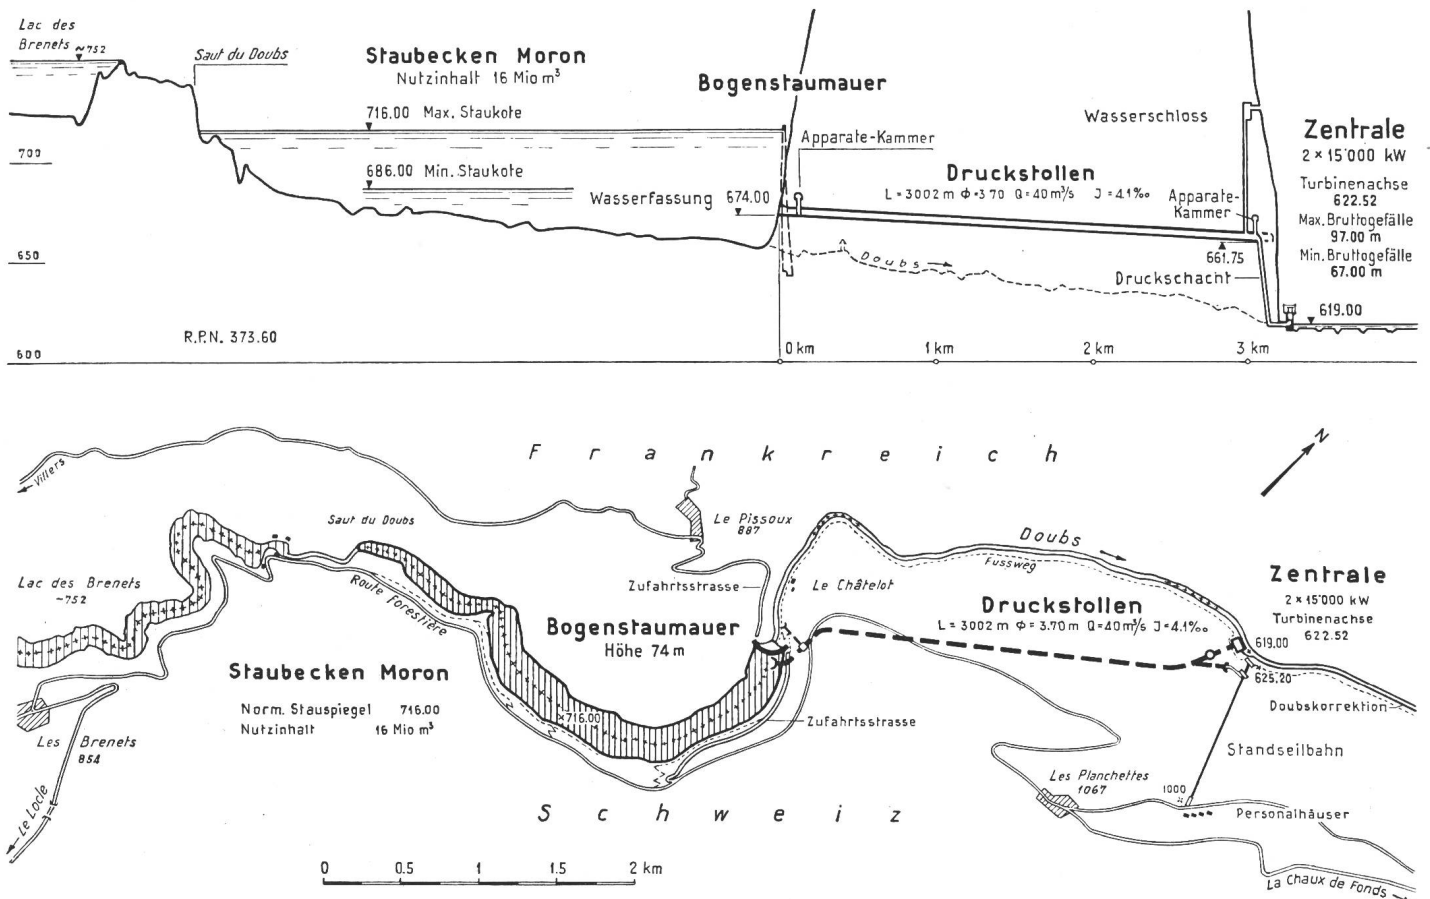 Lac des
Brenets ~752
Saut du Doubs
Staubecken Moron
Nutzinhalt 16 Mio m³
716.00 Max. Staukote
686.00 Min. Staukote
Bogenstaumauer
Apparate-Kammer
Wasserfassung 674.00
Druckstollen
L = 3002 m Φ = 3.70 Q = 40 m³/s J = 4.1 ‰
Wasserschloss
Apparate-
Kammer
661.75
Druckschacht
Doubs
Zentrale
2 × 15'000 kW
Turbinenachse
622.52
Max. Bruttogefälle
97.00 m
Min. Bruttogefälle
67.00 m
619.00
700
650
600
R.P.N. 373.60
0 km
1 km
2 km
3 km
Frankreich
N
Villers
Saut du Doubs
Le Pissoux
887
Lac des Brenets
~752
Route forestière
Zufahrtsstrasse
Le Châtelot
Doubs
Fussweg
Zentrale
2 × 15'000 kW
Turbinenachse
622.52
Druckstollen
L = 3002 m Φ = 3.70 m Q = 40 m³/s J = 4.1 ‰
Bogenstaumauer
Höhe 74 m
619.00
625.20
Staubecken Moron
Norm. Stauspiegel 716.00
Nutzinhalt 16 Mio m³
×716.00
Zufahrtsstrasse
Doubskorrektion
Les Brenets
854
Standseilbahn
Les Planchettes
1067
1000
Personalhäuser
Le Locle
Schweiz
0 0.5 1 1.5 2 km
La Chaux de Fonds